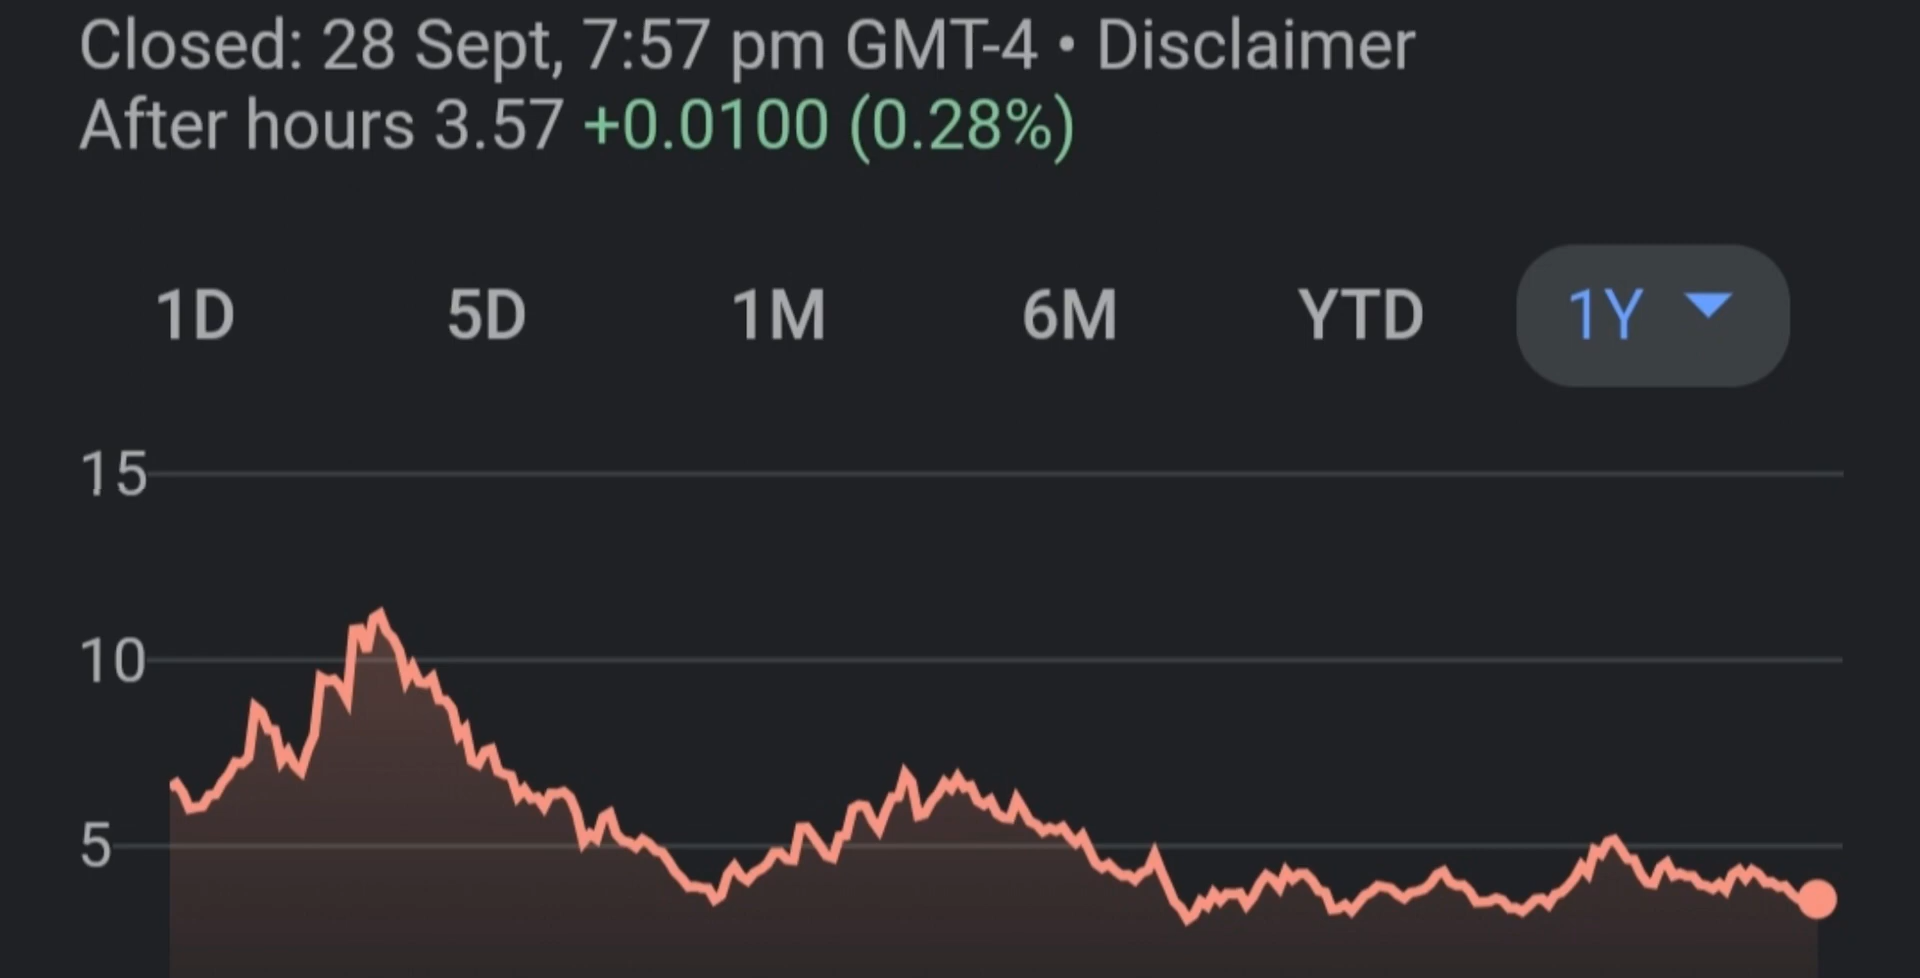 Closed: 28 Sept, 7:57 pm GMT-4 • Disclaimer
After hours 3.57 +0.0100 (0.28%)
1D 5D 1M 6M YTD 1Y
15
10
5